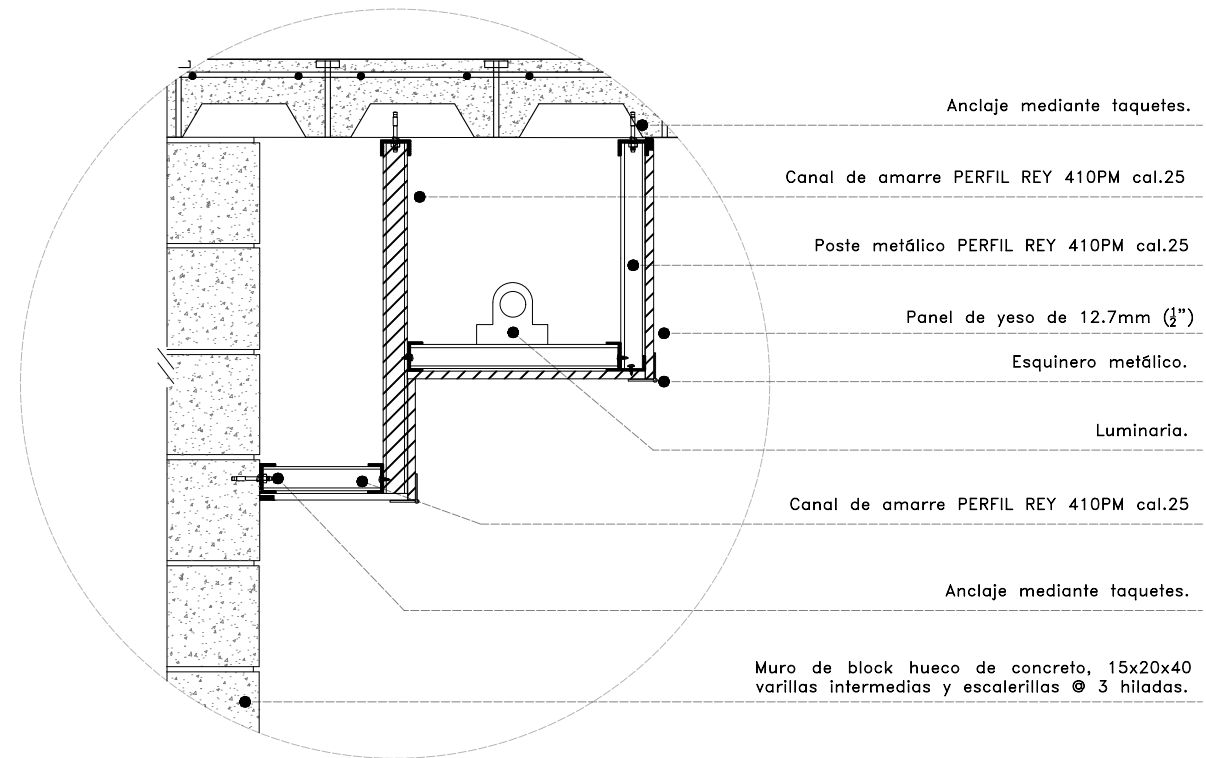 Anclaje mediante taquetes.
Canal de amarre PERFIL REY 410PM cal.25
Poste metálico PERFIL REY 410PM cal.25
Panel de yeso de 12.7mm (½")
Esquinero metálico.
Luminaria.
Canal de amarre PERFIL REY 410PM cal.25
Anclaje mediante taquetes.
Muro de block hueco de concreto, 15x20x40
varillas intermedias y escalerillas @ 3 hiladas.